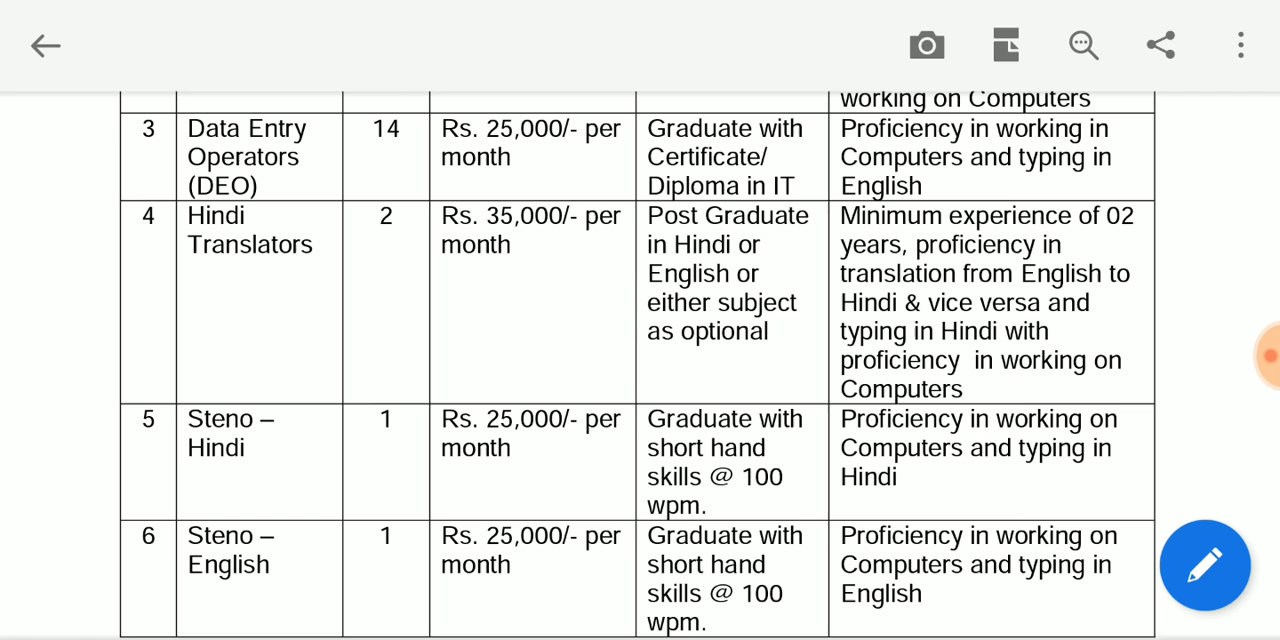 working on Computers
3 Data Entry Operators (DEO) 14 Rs. 25,000/- per month Graduate with Certificate/ Diploma in IT Proficiency in working in Computers and typing in English
4 Hindi Translators 2 Rs. 35,000/- per month Post Graduate in Hindi or English or either subject as optional Minimum experience of 02 years, proficiency in translation from English to Hindi & vice versa and typing in Hindi with proficiency in working on Computers
5 Steno – Hindi 1 Rs. 25,000/- per month Graduate with short hand skills @ 100 wpm. Proficiency in working on Computers and typing in Hindi
6 Steno – English 1 Rs. 25,000/- per month Graduate with short hand skills @ 100 wpm. Proficiency in working on Computers and typing in English